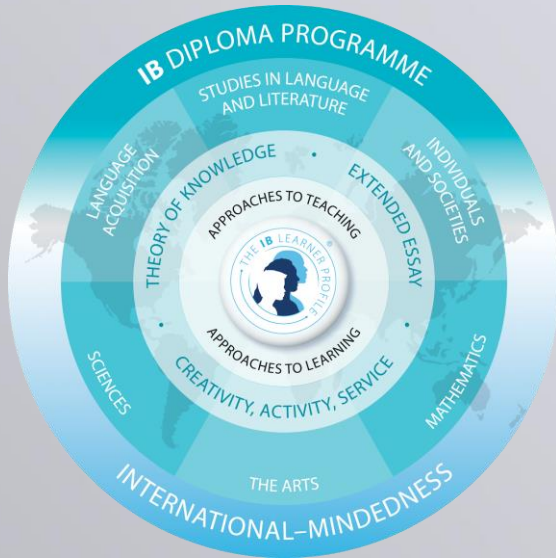 IB DIPLOMA PROGRAMME
STUDIES IN LANGUAGE
AND LITERATURE
LANGUAGE
ACQUISITION
INDIVIDUALS
AND SOCIETIES
THEORY OF KNOWLEDGE
•
EXTENDED ESSAY
APPROACHES TO TEACHING
THE IB LEARNER PROFILE
®
APPROACHES TO LEARNING
•
•
CREATIVITY, ACTIVITY, SERVICE
SCIENCES
MATHEMATICS
THE ARTS
INTERNATIONAL–MINDEDNESS